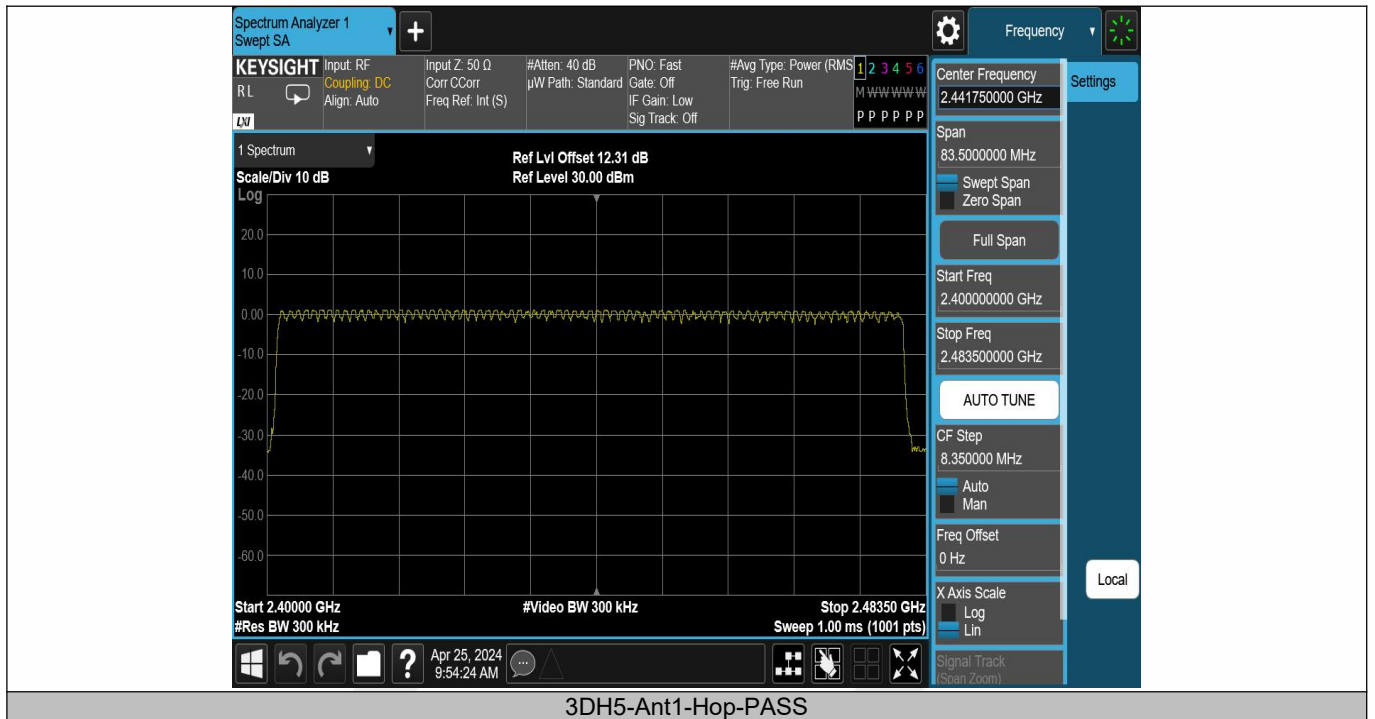 Spectrum Analyzer 1
Swept SA
+
Frequency
KEYSIGHT
RL
LXI
Input: RF
Coupling: DC
Align: Auto
Input Z: 50 Ω
Corr CCorr
Freq Ref: Int (S)
#Atten: 40 dB
µW Path: Standard
PNO: Fast
Gate: Off
IF Gain: Low
Sig Track: Off
#Avg Type: Power (RMS
Trig: Free Run
1 2 3 4 5 6
M W W W W W
P P P P P P
1 Spectrum
Scale/Div 10 dB
Ref Lvl Offset 12.31 dB
Ref Level 30.00 dBm
Log
20.0
10.0
0.00
-10.0
-20.0
-30.0
-40.0
-50.0
-60.0
Start 2.40000 GHz
#Res BW 300 kHz
#Video BW 300 kHz
Stop 2.48350 GHz
Sweep 1.00 ms (1001 pts)
Center Frequency
2.441750000 GHz
Settings
Span
83.5000000 MHz
Swept Span
Zero Span
Full Span
Start Freq
2.400000000 GHz
Stop Freq
2.483500000 GHz
AUTO TUNE
CF Step
8.350000 MHz
Auto
Man
Freq Offset
0 Hz
X Axis Scale
Log
Lin
Local
Signal Track
(Span Zoom)
?
Apr 25, 2024
9:54:24 AM
3DH5-Ant1-Hop-PASS